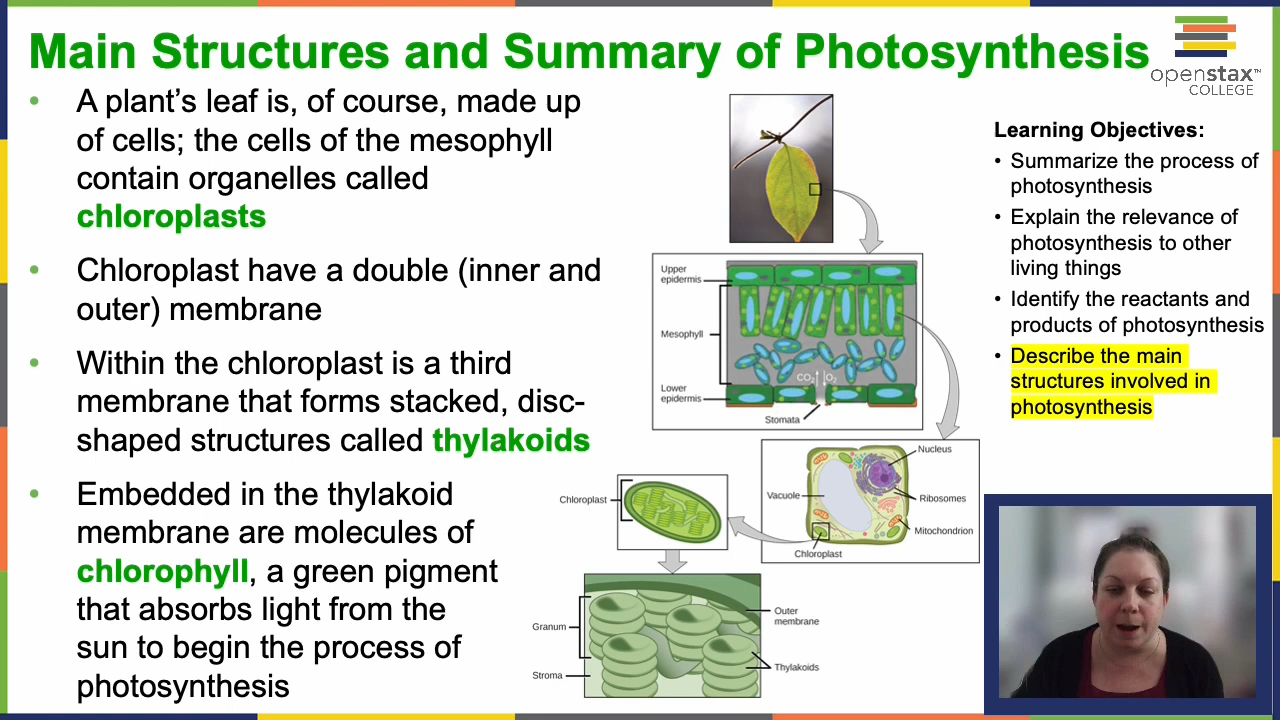 Main Structures and Summary of Photosynthesis
openstax™
COLLEGE
• A plant’s leaf is, of course, made up
of cells; the cells of the mesophyll
contain organelles called
chloroplasts
• Chloroplast have a double (inner and
outer) membrane
• Within the chloroplast is a third
membrane that forms stacked, disc-
shaped structures called thylakoids
• Embedded in the thylakoid
membrane are molecules of
chlorophyll, a green pigment
that absorbs light from the
sun to begin the process of
photosynthesis
Upper
epidermis
Mesophyll
Lower
epidermis
CO₂
O₂
Stomata
Nucleus
Vacuole
Ribosomes
Mitochondrion
Chloroplast
Chloroplast
Granum
Stroma
Outer
membrane
Thylakoids
Learning Objectives:
• Summarize the process of
photosynthesis
• Explain the relevance of
photosynthesis to other
living things
• Identify the reactants and
products of photosynthesis
• Describe the main
structures involved in
photosynthesis